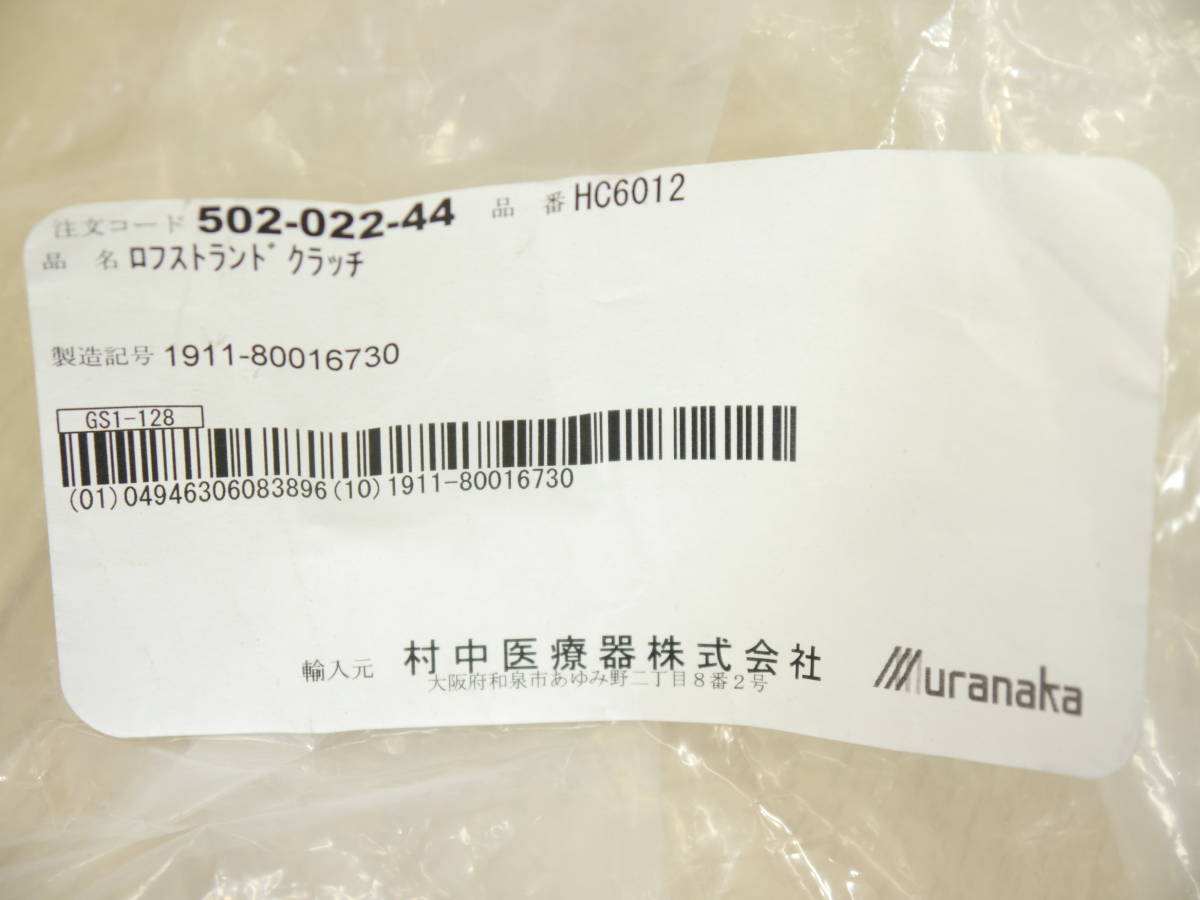 注文コード 502-022-44 品 番 HC6012
品 名 ﾛﾌｽﾄﾗﾝﾄﾞｸﾗｯﾁ
製造記号 1911-80016730
GS1-128
(01)04946306083896(10)1911-80016730
輸入元 村中医療器株式会社
大阪府和泉市あゆみ野二丁目8番2号
Muranaka